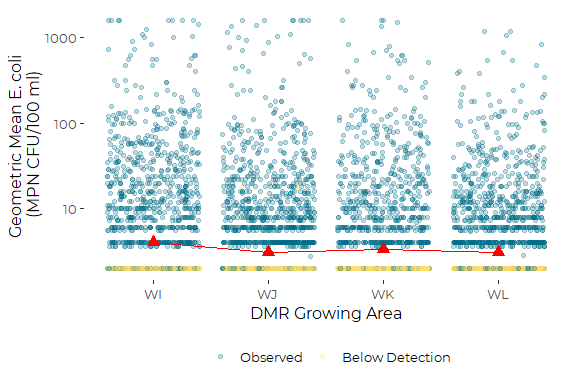 Geometric Mean E. coli
(MPN CFU/100 ml)
1000
100
10
WI WJ WK WL
DMR Growing Area
Observed Below Detection